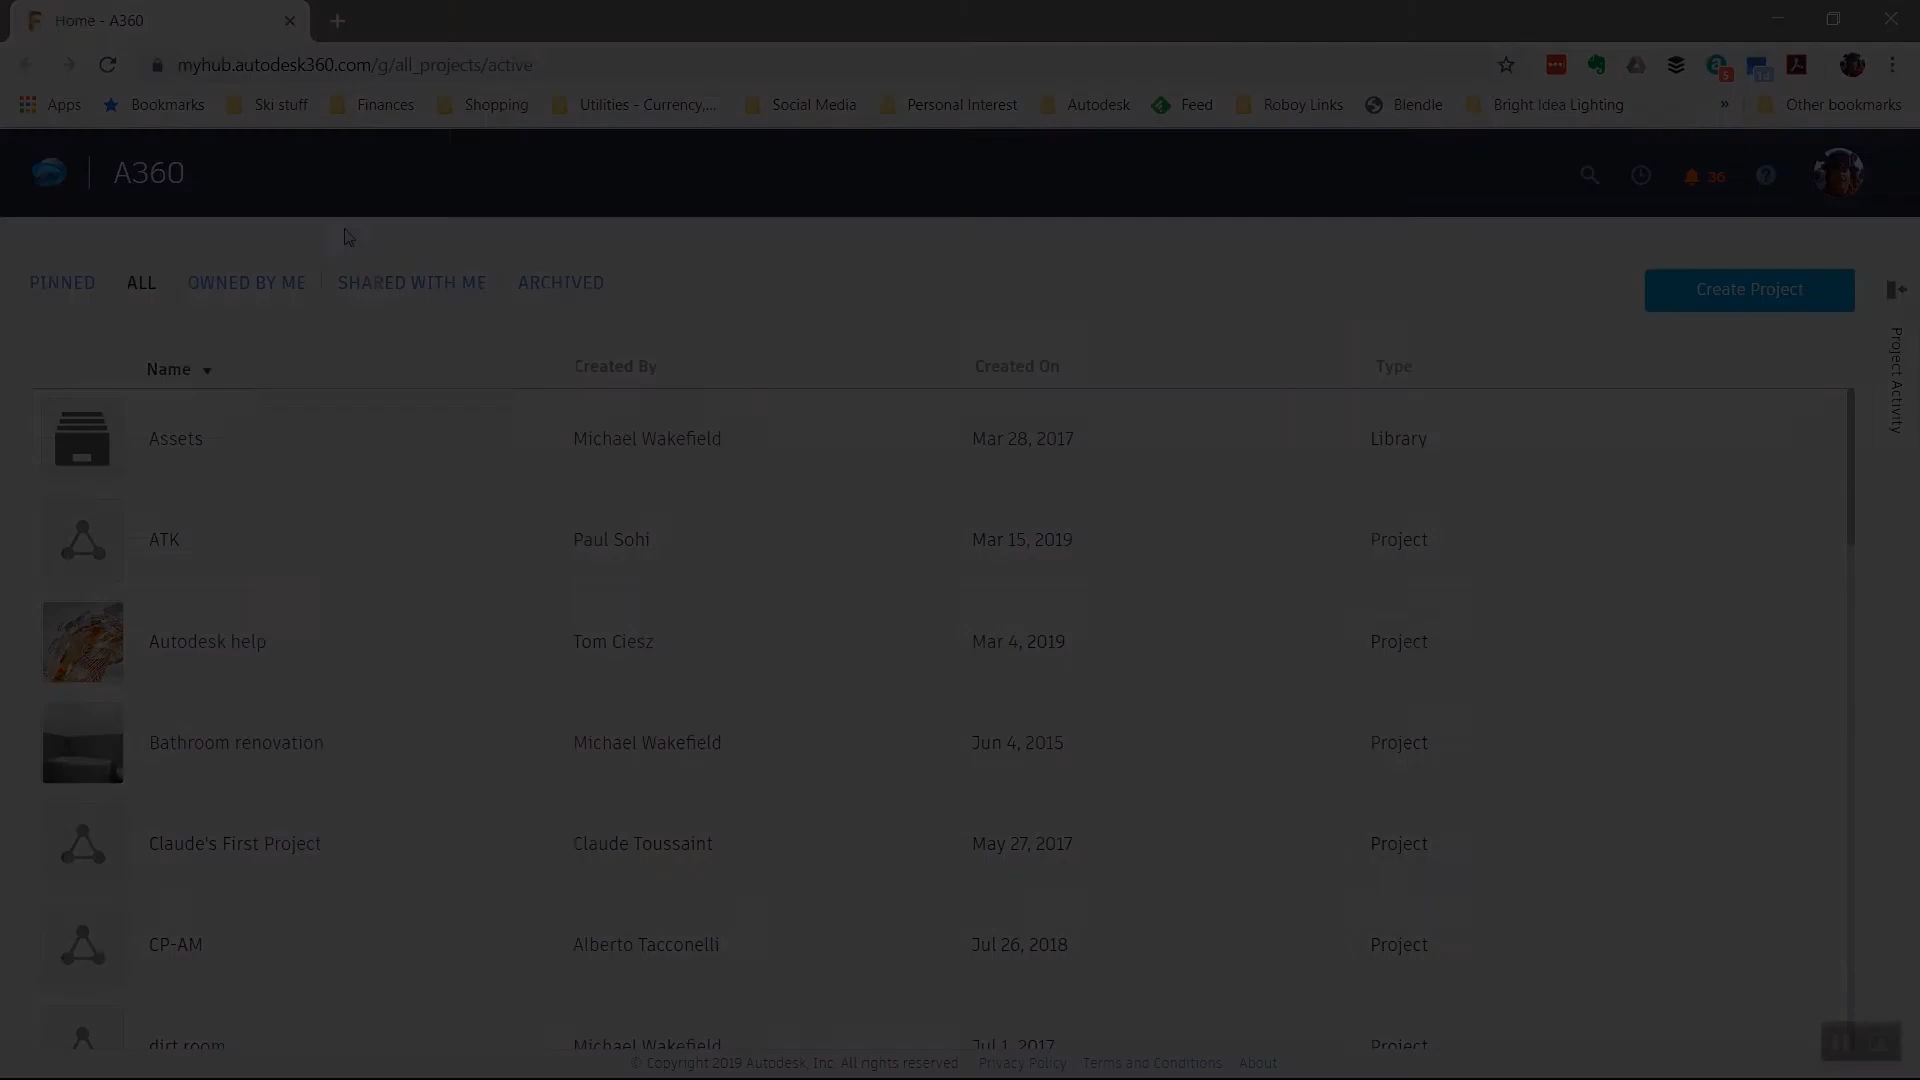 Home - A360
myhub.autodesk360.com/g/all_projects/active
5 1d
Apps Bookmarks Ski stuff Finances Shopping Utilities - Currency,... Social Media Personal Interest Autodesk Feed Roboy Links Blendle Bright Idea Lighting » Other bookmarks
A360 36
PINNED ALL OWNED BY ME SHARED WITH ME ARCHIVED Create Project
Project Activity
Name Created By Created On Type
Assets Michael Wakefield Mar 28, 2017 Library
ATK Paul Sohi Mar 15, 2019 Project
Autodesk help Tom Ciesz Mar 4, 2019 Project
Bathroom renovation Michael Wakefield Jun 4, 2015 Project
Claude's First Project Claude Toussaint May 27, 2017 Project
CP-AM Alberto Tacconelli Jul 26, 2018 Project
dirt room Michael Wakefield Jul 1, 2017 Project
© Copyright 2019 Autodesk, Inc. All rights reserved Privacy Policy Terms and Conditions About